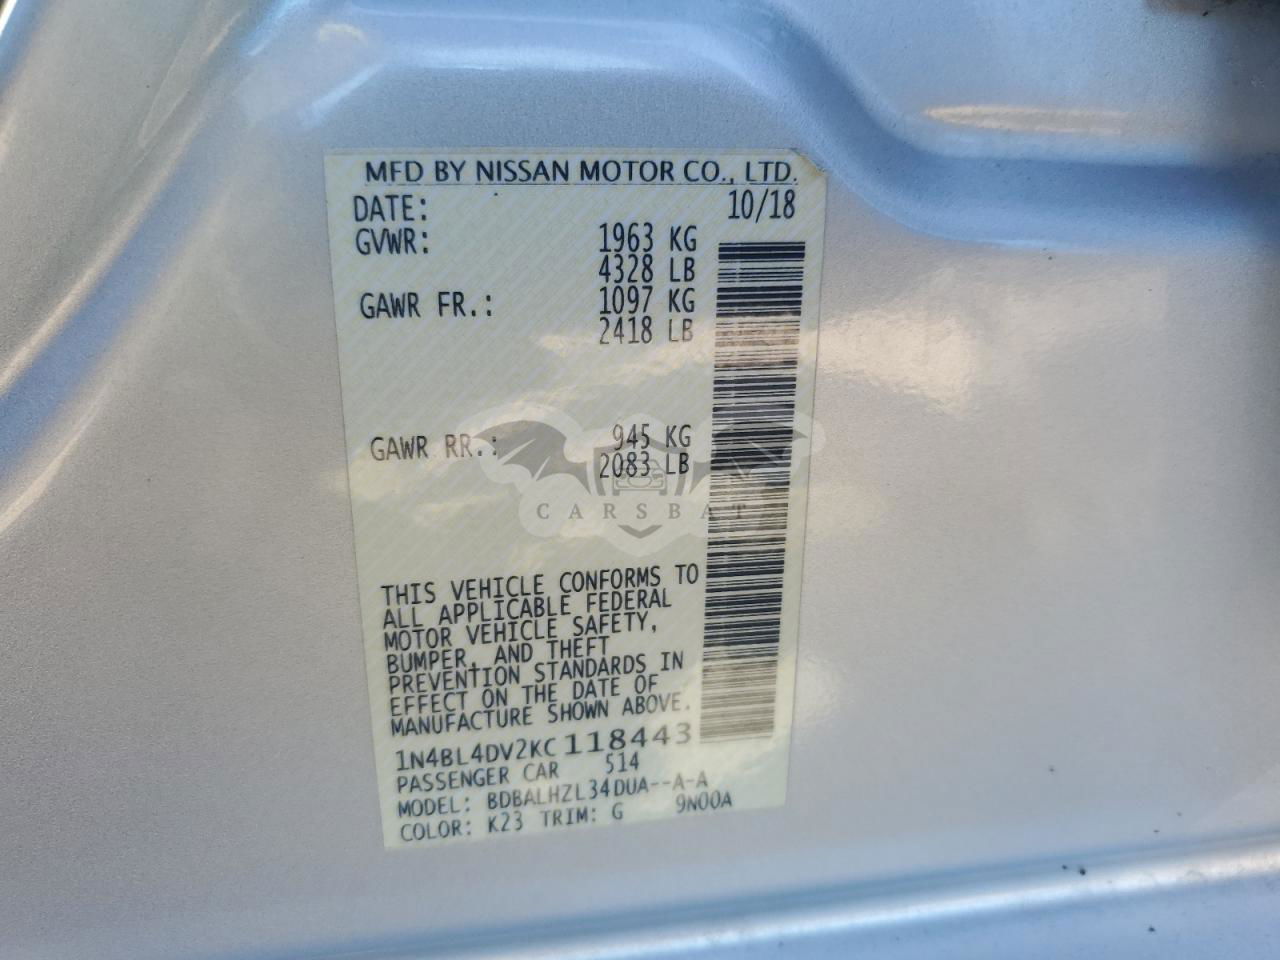 MFD BY NISSAN MOTOR CO., LTD.
DATE: 10/18
GVWR: 1963 KG
4328 LB
GAWR FR.: 1097 KG
2418 LB
GAWR RR.: 945 KG
2083 LB
CARSBAT
THIS VEHICLE CONFORMS TO
ALL APPLICABLE FEDERAL
MOTOR VEHICLE SAFETY,
BUMPER, AND THEFT
PREVENTION STANDARDS IN
EFFECT ON THE DATE OF
MANUFACTURE SHOWN ABOVE.
1N4BL4DV2KC118443
PASSENGER CAR 514
MODEL: BDBALHZL34DUA--A-A
COLOR: K23 TRIM: G 9N00A